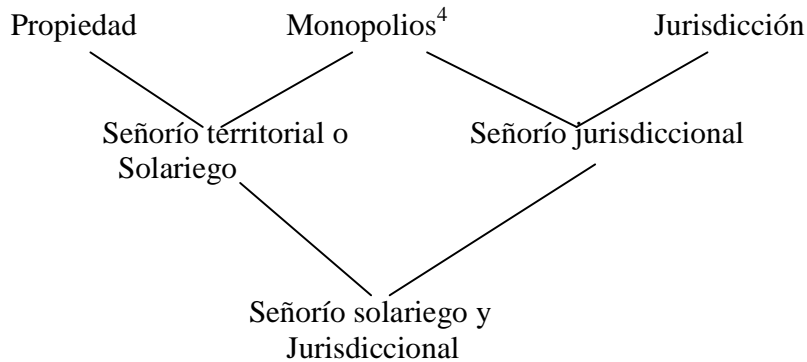 Propiedad Monopolios⁴ Jurisdicción
Señorío territorial o Señorío jurisdiccional
Solariego
Señorío solariego y
Jurisdiccional